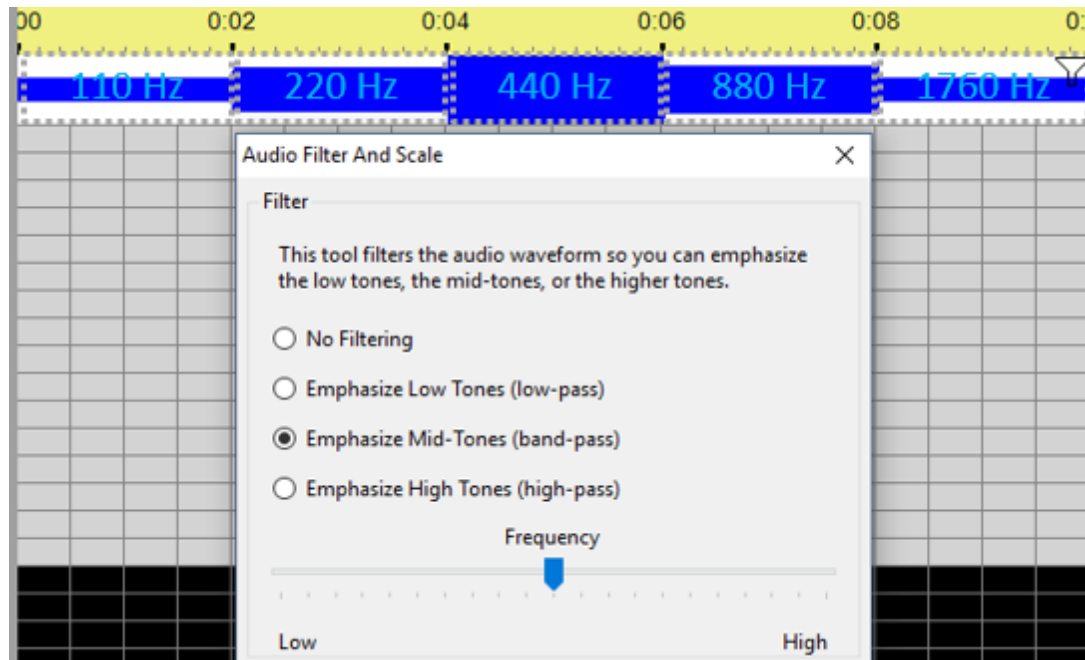 00 0:02 0:04 0:06 0:08 0:
110 Hz 220 Hz 440 Hz 880 Hz 1760 Hz
Audio Filter And Scale
Filter
This tool filters the audio waveform so you can emphasize
the low tones, the mid-tones, or the higher tones.
No Filtering
Emphasize Low Tones (low-pass)
Emphasize Mid-Tones (band-pass)
Emphasize High Tones (high-pass)
Frequency
Low High